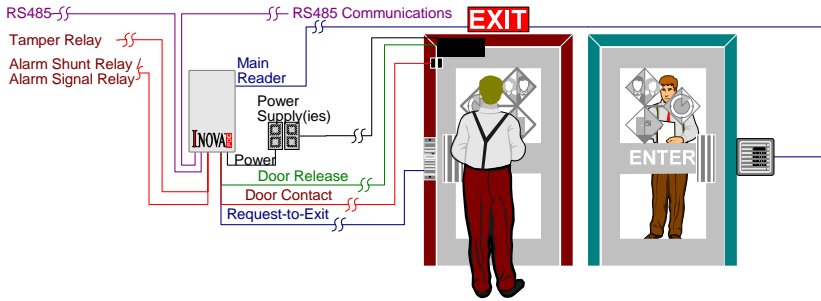 RS485
RS485 Communications
EXIT
Tamper Relay
Alarm Shunt Relay /
Alarm Signal Relay
Main
Reader
Power
Supply(ies)
INOVA
Power
Door Release
Door Contact
Request-to-Exit
ENTER